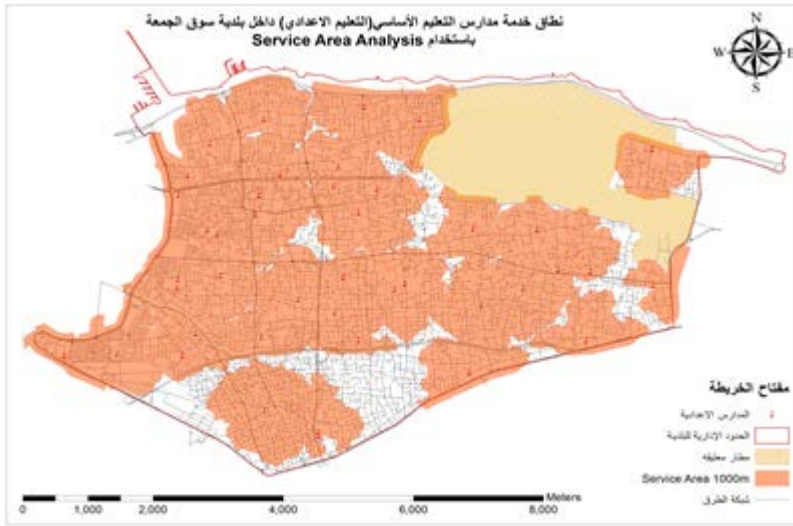 نطاق خدمة مدارس التعليم الأساسي(التعليم الاعدادي) داخل بلدية سوق الجمعة
باستخدام Service Area Analysis
N
W E
S
مفتاح الخريطة
المدارس الاعدادية
الحدود الإدارية للبلدية
مطار معيتيقه
Service Area 1000m
شبكة الطرق
Meters
0 1,000 2,000 4,000 6,000 8,000